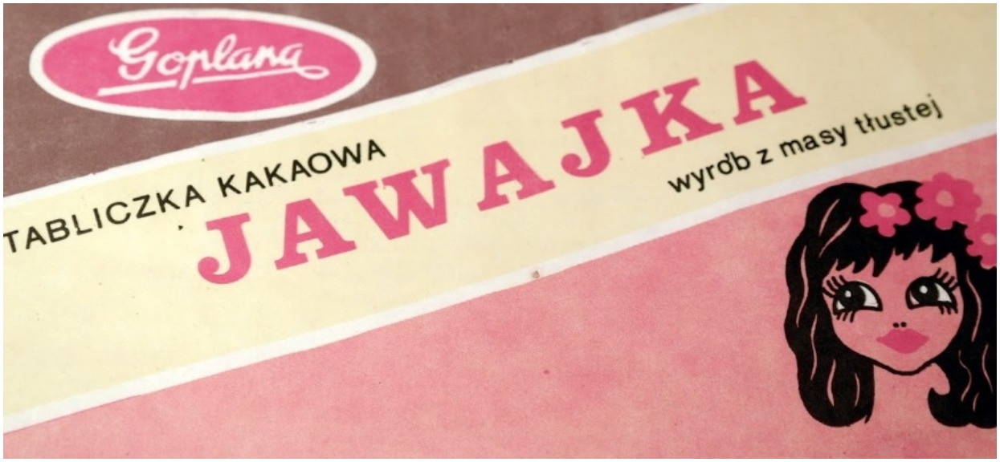 Goplana
TABLICZKA KAKAOWA
JAWAJKA
wyrób z masy tłustej